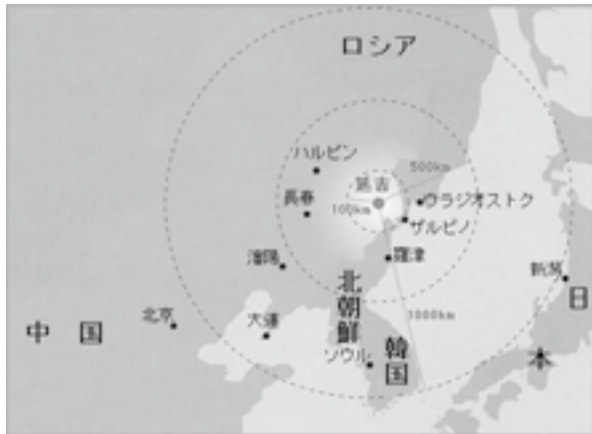 ロシア
ハルビン
延吉
500km
長春
100km
ウラジオストク
ザルビノ
瀋陽
羅津
新潟
北朝鮮
日本
1000km
北京
大連
中国
韓国
ソウル